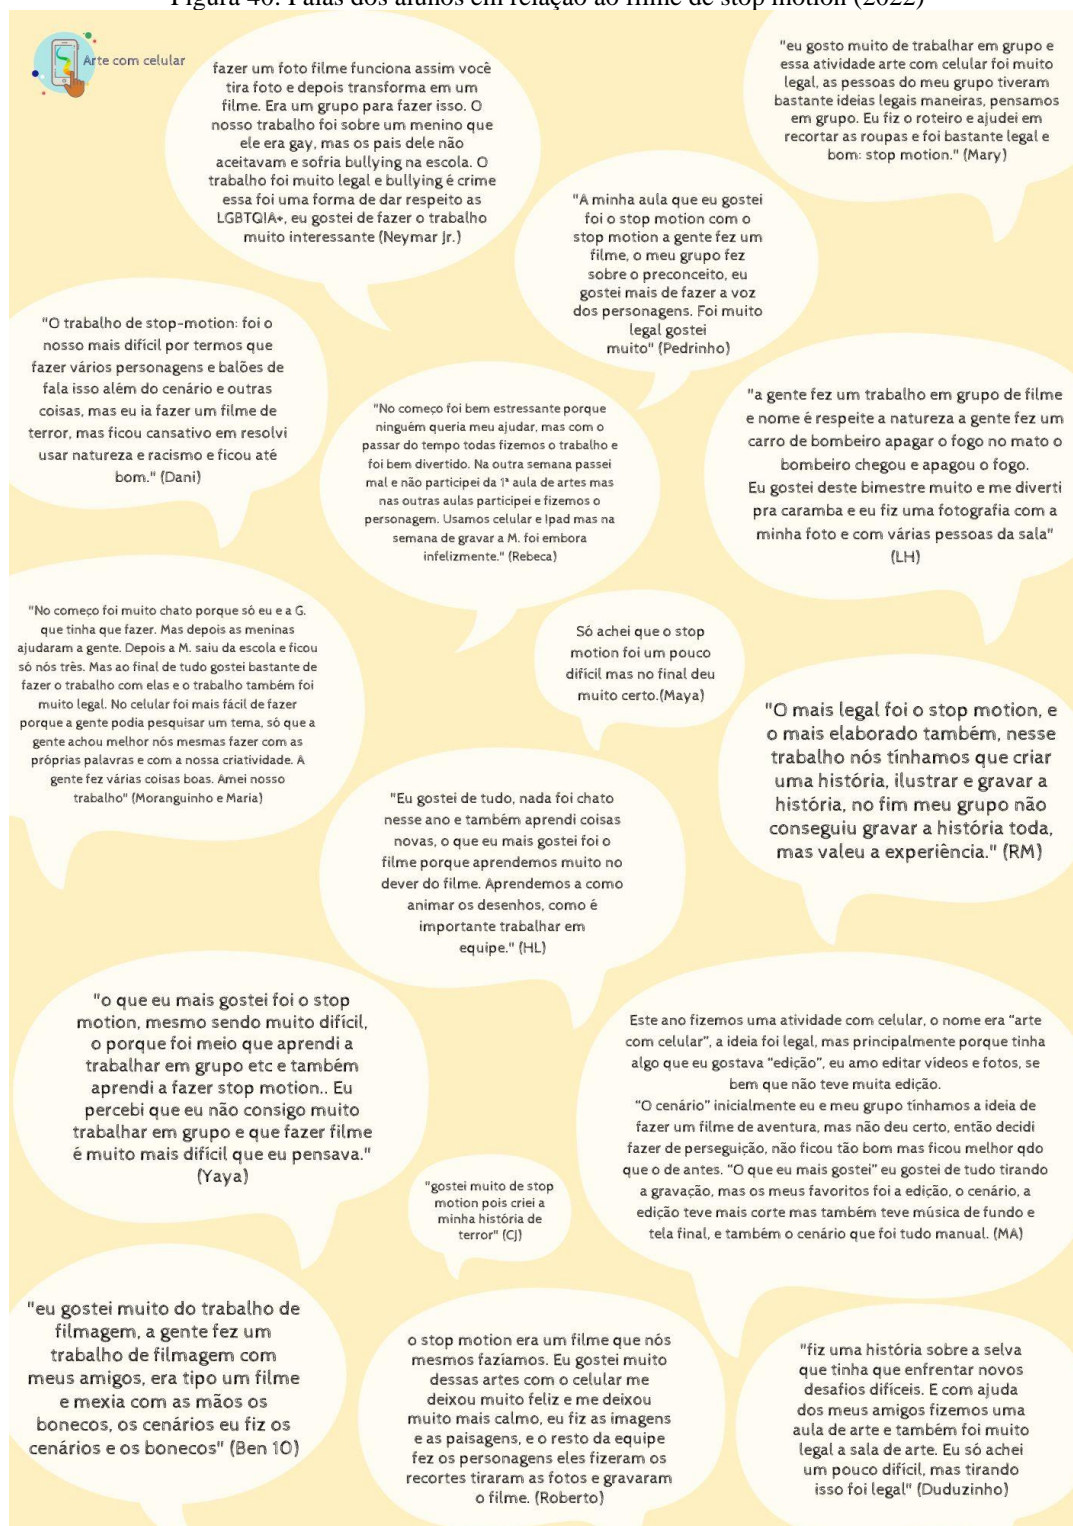 Figura 40: Falas dos alunos em relação ao filme de stop motion (2022)
Arte com celular
fazer um foto filme funciona assim você
tira foto e depois transforma em um
filme. Era um grupo para fazer isso. O
nosso trabalho foi sobre um menino que
ele era gay, mas os pais dele não
aceitavam e sofria bullying na escola. O
trabalho foi muito legal e bullying é crime
essa foi uma forma de dar respeito as
LGBTQIA+, eu gostei de fazer o trabalho
muito interessante (Neymar Jr.)
"eu gosto muito de trabalhar em grupo e
essa atividade arte com celular foi muito
legal, as pessoas do meu grupo tiveram
bastante ideias legais maneiras, pensamos
em grupo. Eu fiz o roteiro e ajudei em
recortar as roupas e foi bastante legal e
bom: stop motion." (Mary)
"A minha aula que eu gostei
foi o stop motion com o
stop motion a gente fez um
filme, o meu grupo fez
sobre o preconceito, eu
gostei mais de fazer a voz
dos personagens. Foi muito
legal gostei
muito" (Pedrinho)
"O trabalho de stop-motion: foi o
nosso mais difícil por termos que
fazer vários personagens e balões de
fala isso além do cenário e outras
coisas, mas eu ia fazer um filme de
terror, mas ficou cansativo em resolvi
usar natureza e racismo e ficou até
bom." (Dani)
"No começo foi bem estressante porque
ninguém queria meu ajudar, mas com o
passar do tempo todas fizemos o trabalho e
foi bem divertido. Na outra semana passei
mal e não participei da 1ª aula de artes mas
nas outras aulas participei e fizemos o
personagem. Usamos celular e Ipad mas na
semana de gravar a M. foi embora
infelizmente." (Rebeca)
"a gente fez um trabalho em grupo de filme
e nome é respeite a natureza a gente fez um
carro de bombeiro apagar o fogo no mato o
bombeiro chegou e apagou o fogo.
Eu gostei deste bimestre muito e me diverti
pra caramba e eu fiz uma fotografia com a
minha foto e com várias pessoas da sala"
(LH)
"No começo foi muito chato porque só eu e a G.
que tinha que fazer. Mas depois as meninas
ajudaram a gente. Depois a M. saiu da escola e ficou
só nós três. Mas ao final de tudo gostei bastante de
fazer o trabalho com elas e o trabalho também foi
muito legal. No celular foi mais fácil de fazer
porque a gente podia pesquisar um tema, só que a
gente achou melhor nós mesmas fazer com as
próprias palavras e com a nossa criatividade. A
gente fez várias coisas boas. Amei nosso
trabalho" (Moranguinho e Maria)
Só achei que o stop
motion foi um pouco
difícil mas no final deu
muito certo.(Maya)
"O mais legal foi o stop motion, e
o mais elaborado também, nesse
trabalho nós tínhamos que criar
uma história, ilustrar e gravar a
história, no fim meu grupo não
conseguiu gravar a história toda,
mas valeu a experiência." (RM)
"Eu gostei de tudo, nada foi chato
nesse ano e também aprendi coisas
novas, o que eu mais gostei foi o
filme porque aprendemos muito no
dever do filme. Aprendemos a como
animar os desenhos, como é
importante trabalhar em
equipe." (HL)
"o que eu mais gostei foi o stop
motion, mesmo sendo muito difícil,
o porque foi meio que aprendi a
trabalhar em grupo etc e também
aprendi a fazer stop motion.. Eu
percebi que eu não consigo muito
trabalhar em grupo e que fazer filme
é muito mais difícil que eu pensava."
(Yaya)
Este ano fizemos uma atividade com celular, o nome era "arte
com celular", a ideia foi legal, mas principalmente porque tinha
algo que eu gostava "edição", eu amo editar vídeos e fotos, se
bem que não teve muita edição.
"O cenário" inicialmente eu e meu grupo tínhamos a ideia de
fazer um filme de aventura, mas não deu certo, então decidi
fazer de perseguição, não ficou tão bom mas ficou melhor qdo
que o de antes. "O que eu mais gostei" eu gostei de tudo tirando
a gravação, mas os meus favoritos foi a edição, o cenário, a
edição teve mais corte mas também teve música de fundo e
tela final, e também o cenário que foi tudo manual. (MA)
"gostei muito de stop
motion pois criei a
minha história de
terror" (CJ)
"eu gostei muito do trabalho de
filmagem, a gente fez um
trabalho de filmagem com
meus amigos, era tipo um filme
e mexia com as mãos os
bonecos, os cenários eu fiz os
cenários e os bonecos" (Ben 10)
o stop motion era um filme que nós
mesmos fazíamos. Eu gostei muito
dessas artes com o celular me
deixou muito feliz e me deixou
muito mais calmo, eu fiz as imagens
e as paisagens, e o resto da equipe
fez os personagens eles fizeram os
recortes tiraram as fotos e gravaram
o filme. (Roberto)
"fiz uma história sobre a selva
que tinha que enfrentar novos
desafios difíceis. E com ajuda
dos meus amigos fizemos uma
aula de arte e também foi muito
legal a sala de arte. Eu só achei
um pouco difícil, mas tirando
isso foi legal" (Duduzinho)